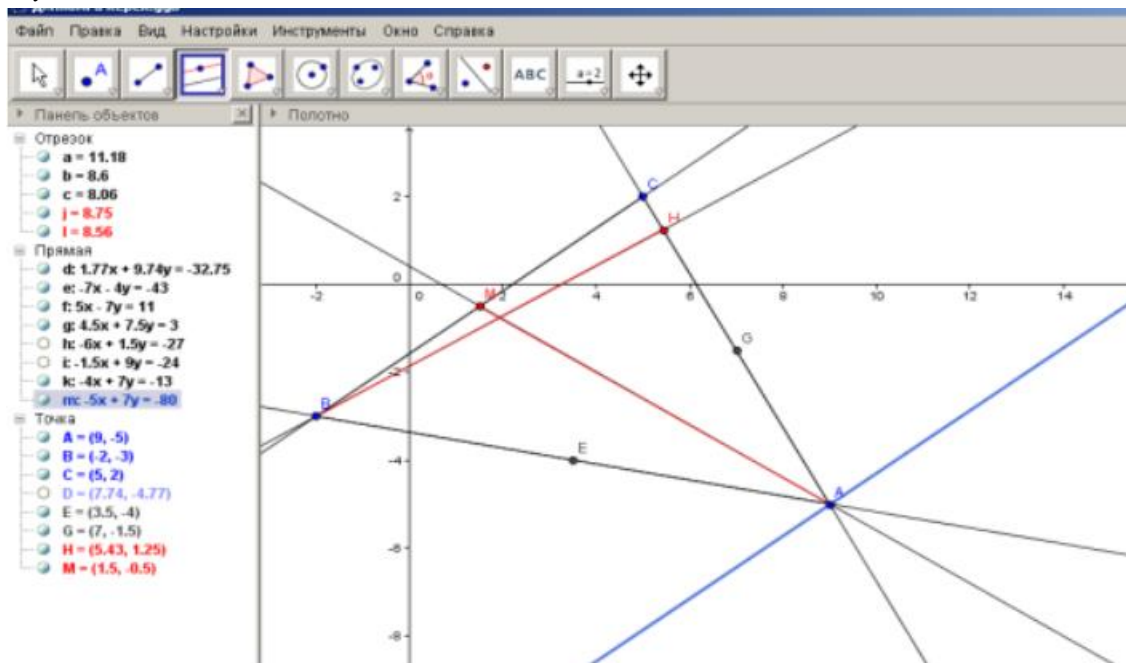 Файл Правка Вид Настройки Инструменты Окно Справка
A ABC a=2
Панель объектов
Полотно
Отрезок
a = 11.18
b = 8.6
c = 8.06
j = 8.75
l = 8.56
Прямая
d: 1.77x + 9.74y = -32.75
e: -7x - 4y = -43
f: 5x - 7y = 11
g: 4.5x + 7.5y = 3
h: -6x + 1.5y = -27
i: -1.5x + 9y = -24
k: -4x + 7y = -13
m: -5x + 7y = -80
Точка
A = (9, -5)
B = (-2, -3)
C = (5, 2)
D = (7.74, -4.77)
E = (3.5, -4)
G = (7, -1.5)
H = (5.43, 1.25)
M = (1.5, -0.5)
C
2
H
0
-2 0 2 4 6 8 10 12 14
M
G
-2
B
E
-4
A
-6
-8